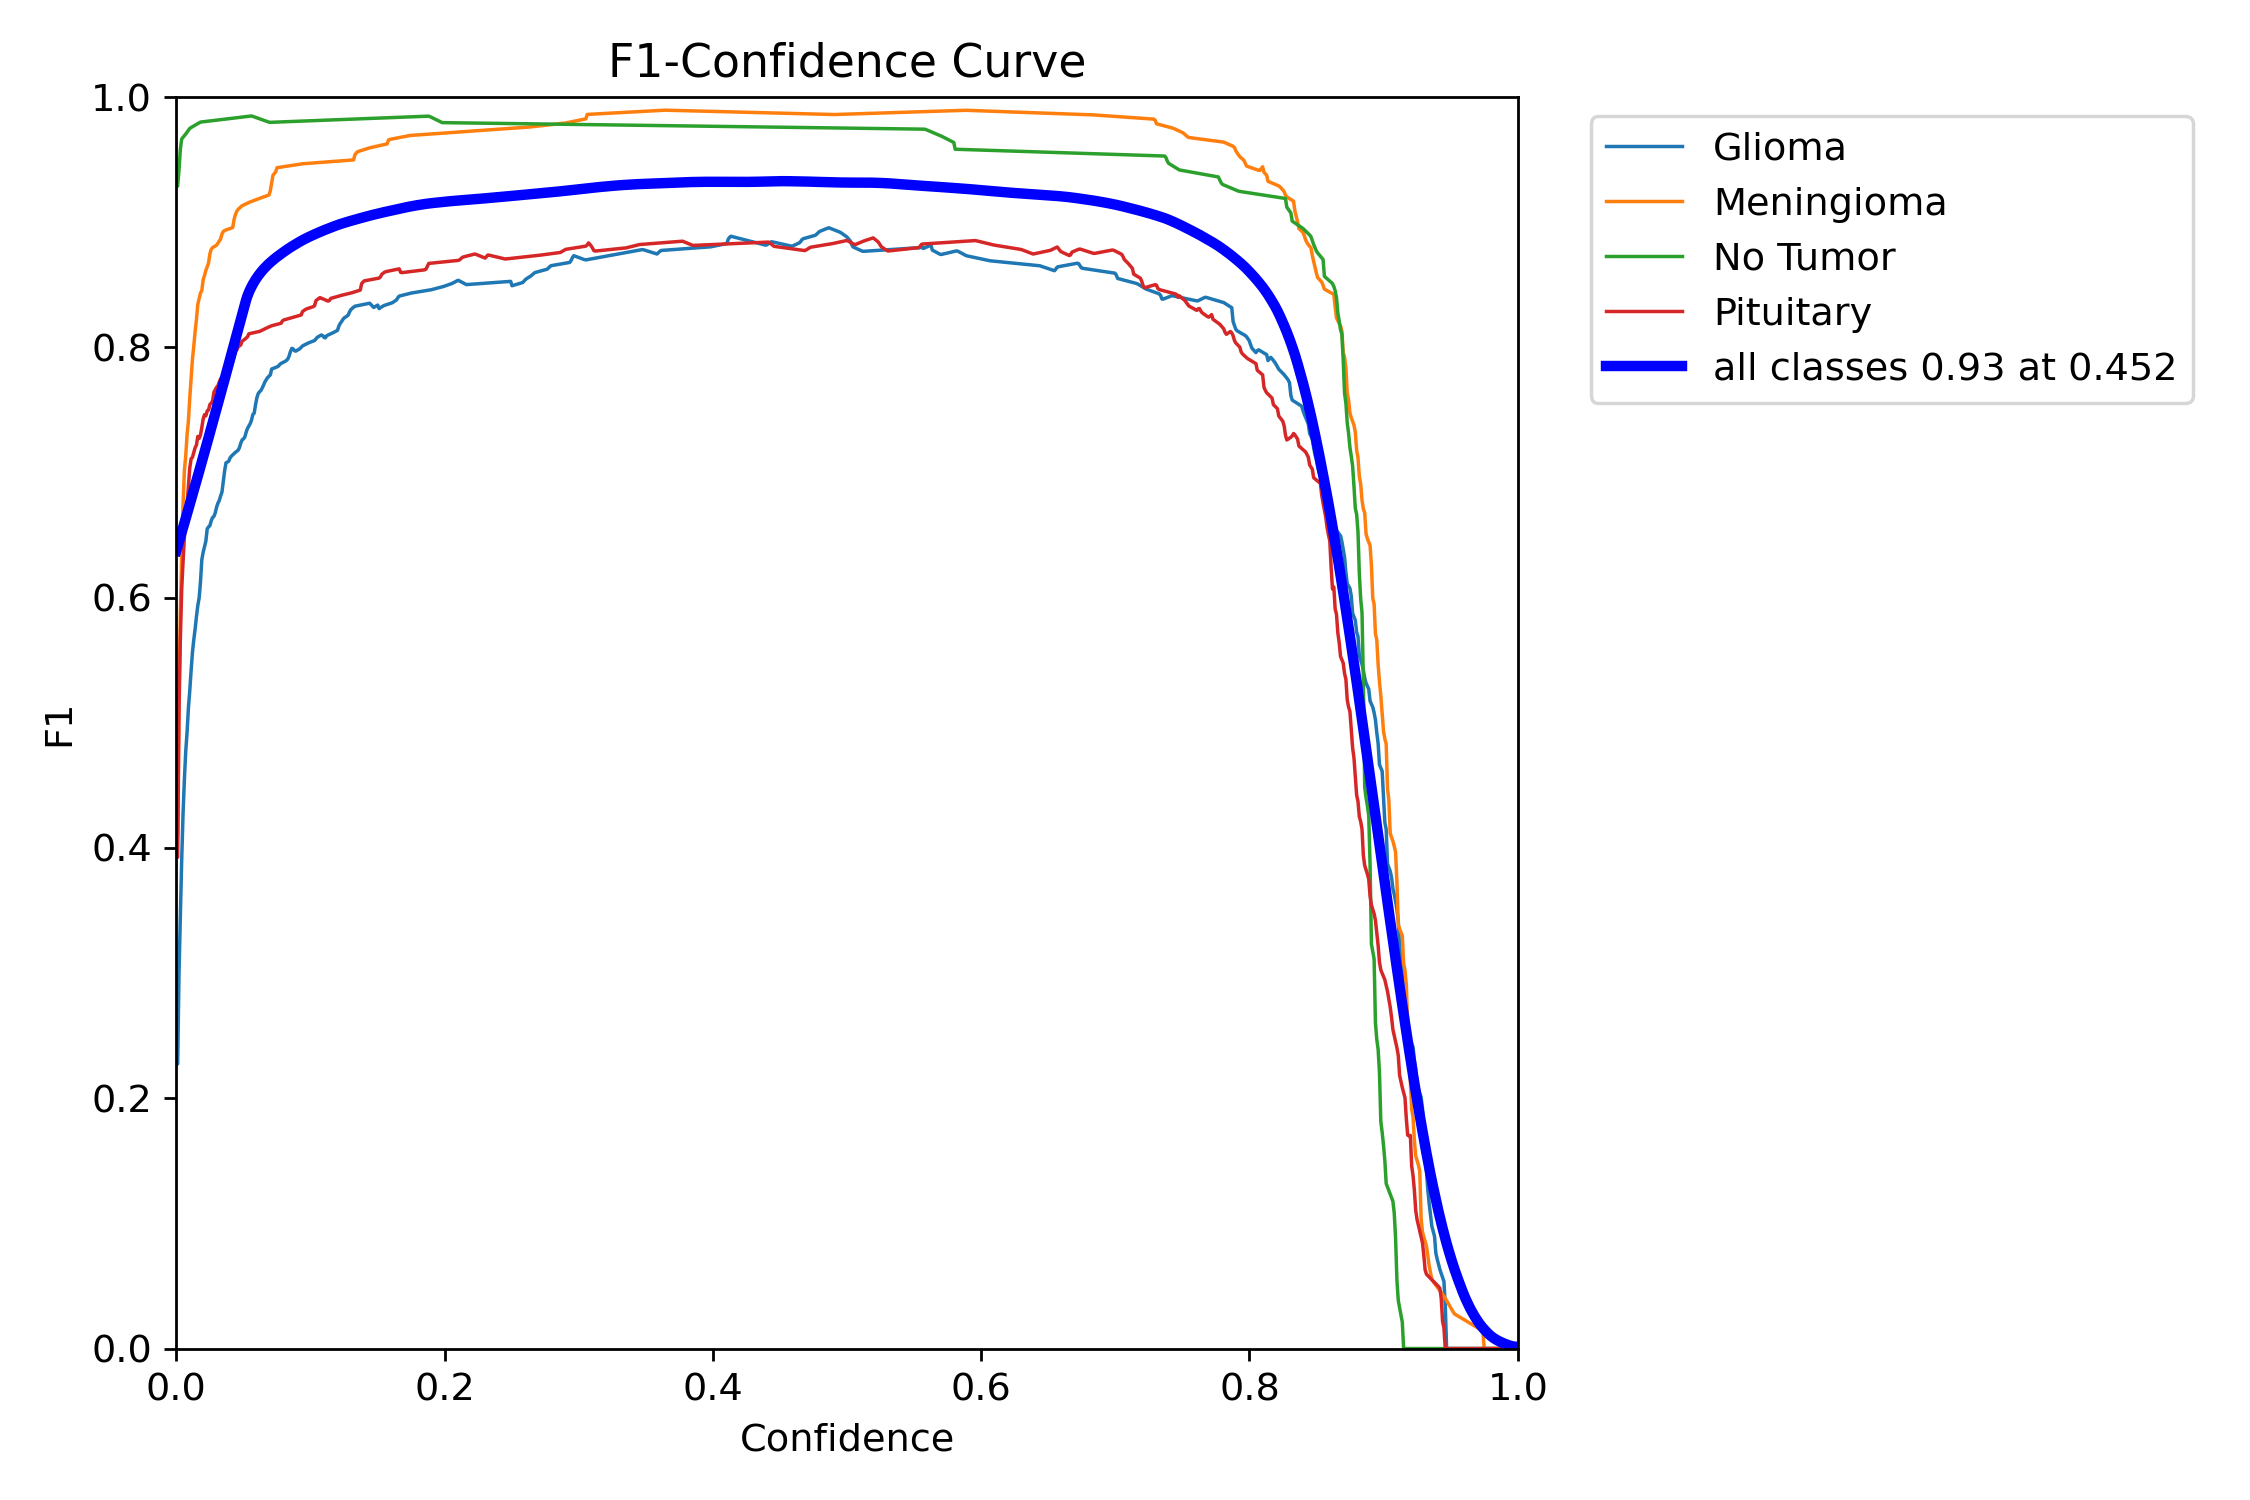 F1-Confidence Curve
1.0
0.8
0.6
0.4
0.2
0.0
F1
0.0 0.2 0.4 0.6 0.8 1.0
Confidence
Glioma
Meningioma
No Tumor
Pituitary
all classes 0.93 at 0.452